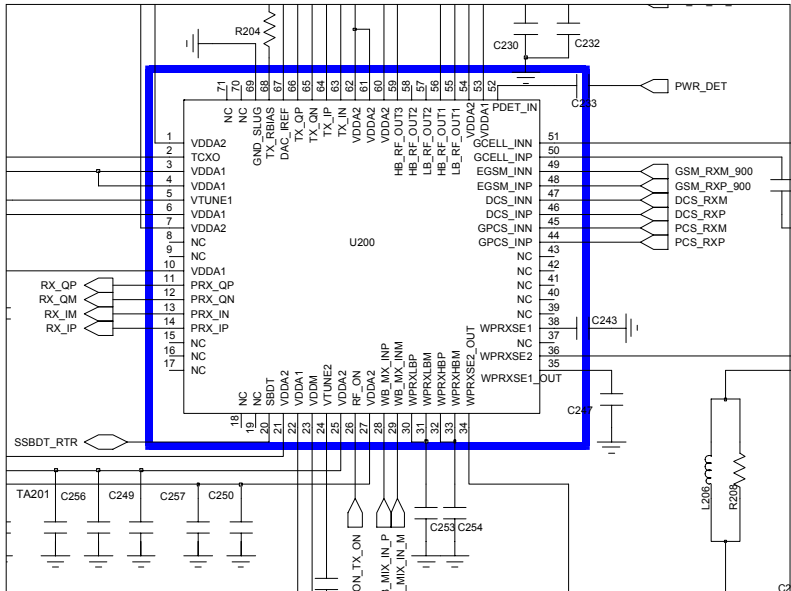 R204
C230
C232
PWR_DET
71
70
69
68
67
66
65
64
63
62
61
60
59
58
57
56
55
54
53
52
NC
NC
GND_SLUG
TX_RBIAS
DAC_IREF
TX_QP
TX_QN
TX_IP
TX_IN
VDDA2
VDDA2
VDDA2
HB_RF_OUT3
HB_RF_OUT2
LB_RF_OUT2
HB_RF_OUT1
LB_RF_OUT1
VDDA2
VDDA1
PDET_IN
C233
1 VDDA2
2 TCXO
3 VDDA1
4 VDDA1
5 VTUNE1
6 VDDA1
7 VDDA2
8 NC
9 NC
10 VDDA1
RX_QP 11 PRX_QP
RX_QM 12 PRX_QN
RX_IM 13 PRX_IN
RX_IP 14 PRX_IP
15 NC
16 NC
17 NC
U200
GCELL_INN 51
GCELL_INP 50
EGSM_INN 49 GSM_RXM_900
EGSM_INP 48 GSM_RXP_900
DCS_INN 47 DCS_RXM
DCS_INP 46 DCS_RXP
GPCS_INN 45 PCS_RXM
GPCS_INP 44 PCS_RXP
NC 43
NC 42
NC 41
NC 40
NC 39
WPRXSE1 38 C243
NC 37
WPRXSE2 36
WPRXSE1_OUT 35
NC
NC
SBDT
VDDA2
VDDA1
VDDM
VTUNE2
VDDA2
RF_ON
VDDA2
WB_MX_INP
WB_MX_INM
WPRXLBP
WPRXLBM
WPRXHBP
WPRXHBM
WPRXSE2_OUT
18
19
20
21
22
23
24
25
26
27
28
29
30
31
32
33
34
C247
SSBDT_RTR
TA201
C256
C249
C257
C250
ON_TX_ON
_MIX_IN_P
_MIX_IN_M
C253
C254
L206
R208